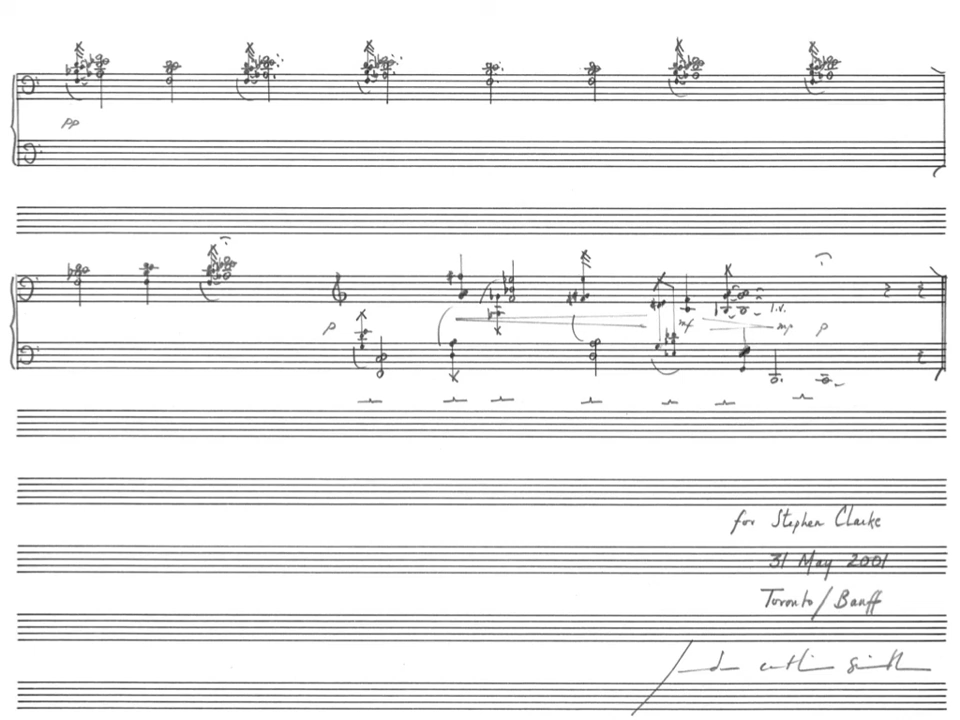 pp
p mf mp p l.v.
for Stephen Clarke
31 May 2001
Toronto/Banff